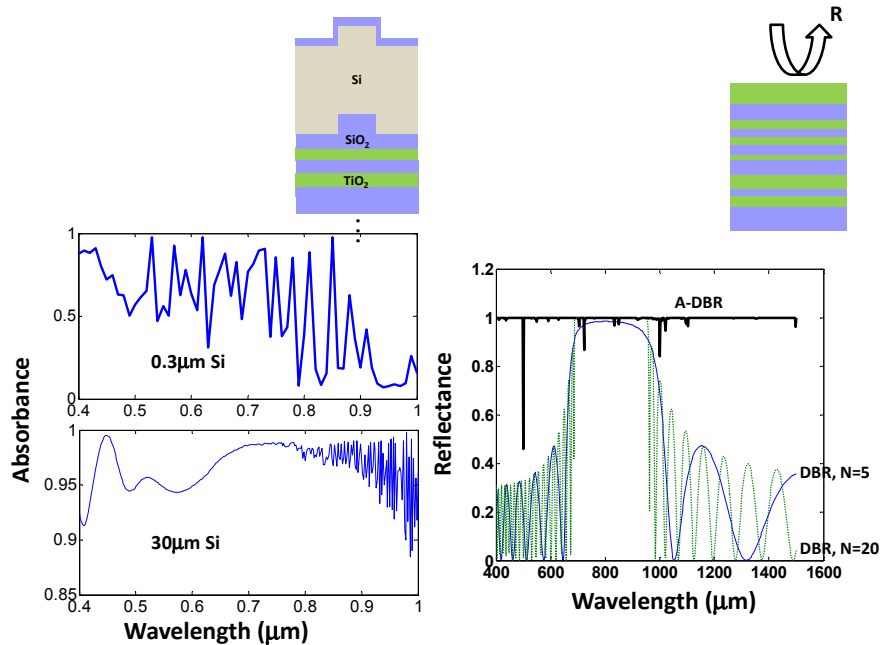 R
Si
SiO₂
TiO₂
Absorbance
1
0.5
0
0.3μm Si
0.4 0.5 0.6 0.7 0.8 0.9 1
1
0.95
0.9
0.85
30μm Si
0.4 0.5 0.6 0.7 0.8 0.9 1
Wavelength (μm)
Reflectance
1.2
1
0.8
0.6
0.4
0.2
0
A-DBR
DBR, N=5
DBR, N=20
400 600 800 1000 1200 1400 1600
Wavelength (μm)